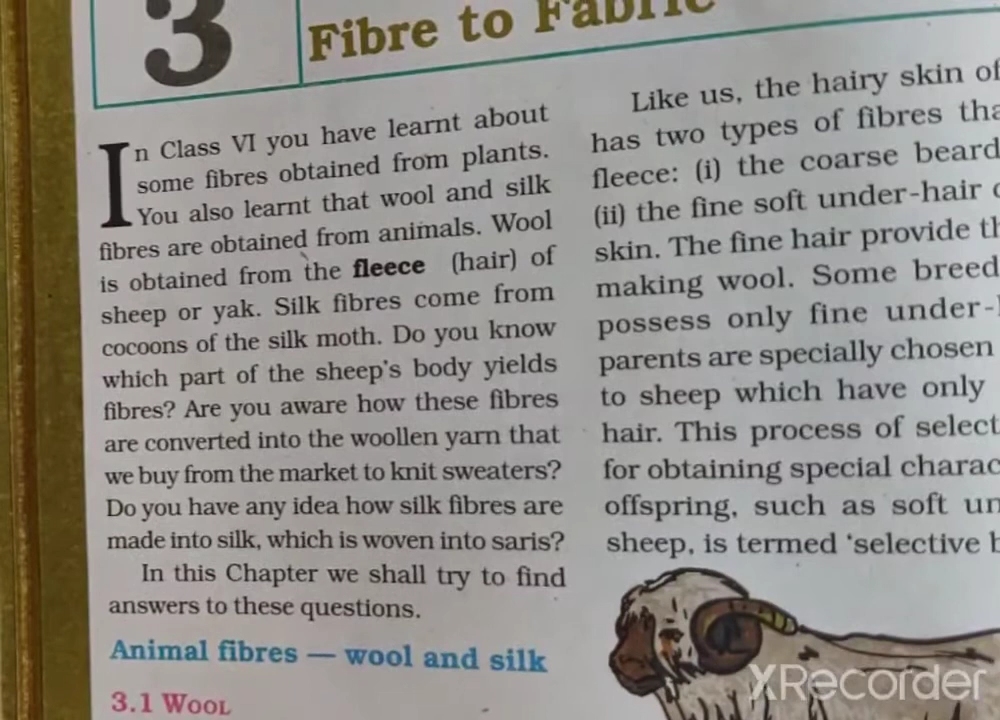 3
Fibre to Fabric
In Class VI you have learnt about
some fibres obtained from plants.
You also learnt that wool and silk
fibres are obtained from animals. Wool
is obtained from the fleece (hair) of
sheep or yak. Silk fibres come from
cocoons of the silk moth. Do you know
which part of the sheep's body yields
fibres? Are you aware how these fibres
are converted into the woollen yarn that
we buy from the market to knit sweaters?
Do you have any idea how silk fibres are
made into silk, which is woven into saris?
In this Chapter we shall try to find
answers to these questions.
Animal fibres — wool and silk
3.1 WOOL
Like us, the hairy skin of
has two types of fibres tha
fleece: (i) the coarse beard
(ii) the fine soft under-hair
skin. The fine hair provide th
making wool. Some breed
possess only fine under-
parents are specially chosen
to sheep which have only
hair. This process of select
for obtaining special charac
offspring, such as soft un
sheep, is termed 'selective b
XRecorder